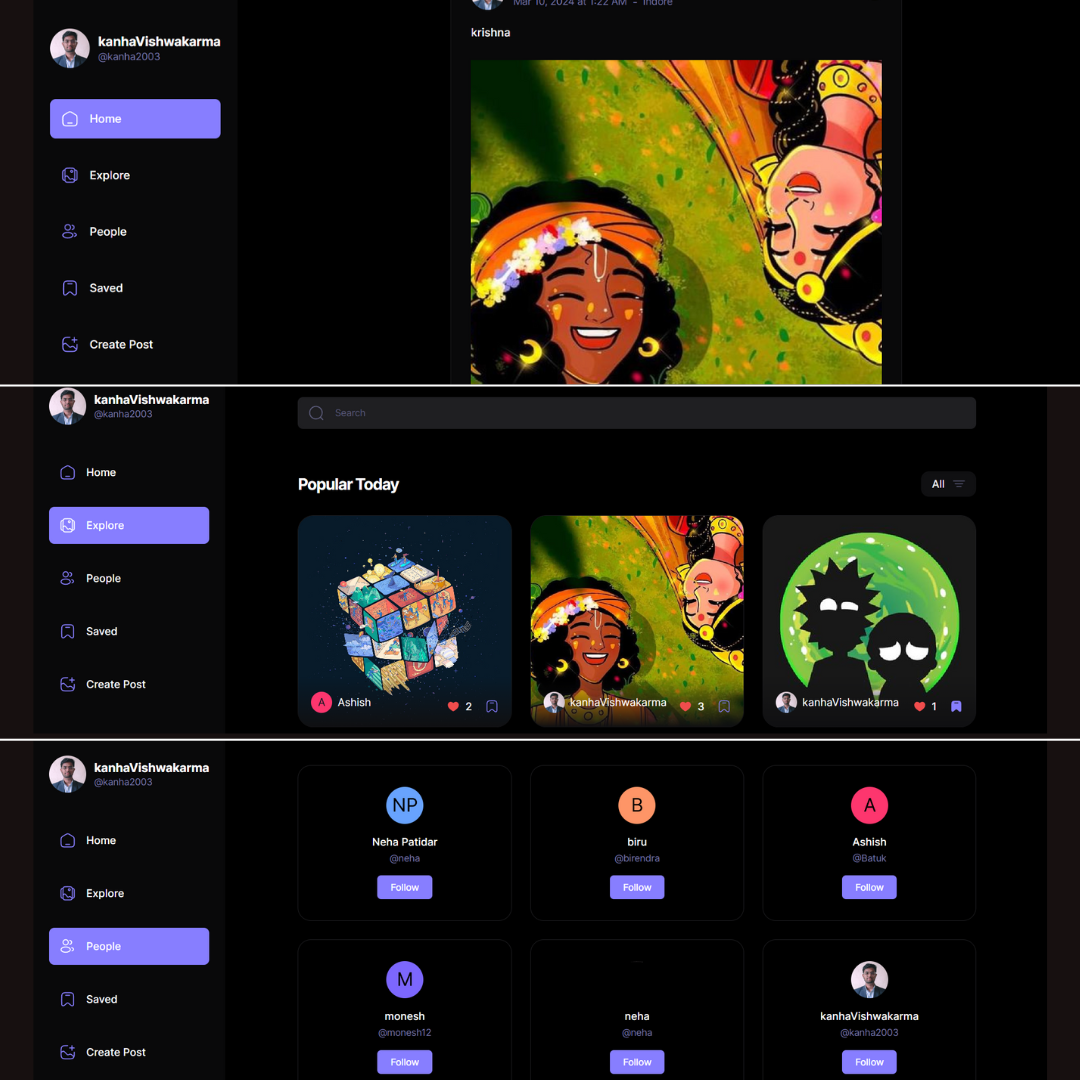 Mar 10, 2024 at 1:22 AM - Indore
kanhaVishwakarma
@kanha2003
krishna
Home
Explore
People
Saved
Create Post
kanhaVishwakarma
@kanha2003
Search
Home
Popular Today
All
Explore
People
Saved
Create Post
A Ashish 2
kanhaVishwakarma 3
kanhaVishwakarma 1
kanhaVishwakarma
@kanha2003
Home
Explore
People
Saved
Create Post
NP
Neha Patidar
@neha
Follow
B
biru
@birendra
Follow
A
Ashish
@Batuk
Follow
M
monesh
@monesh12
Follow
neha
@neha
Follow
kanhaVishwakarma
@kanha2003
Follow